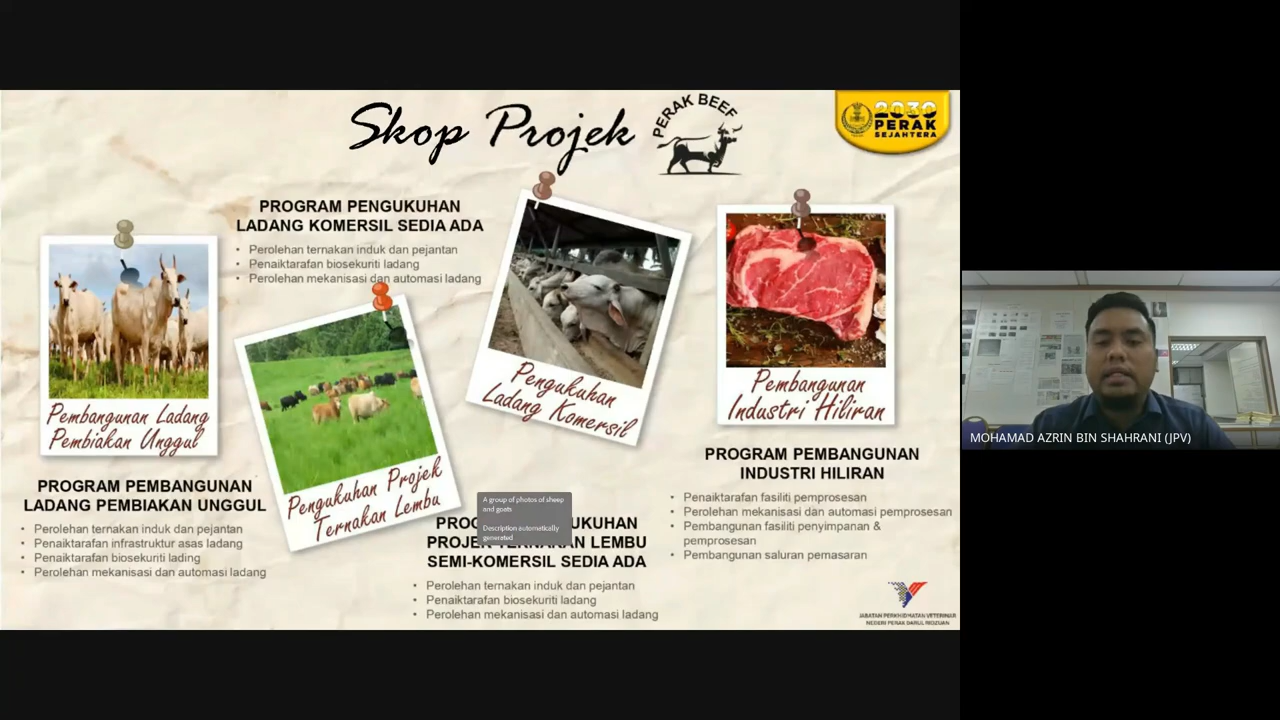 Skop Projek
PERAK BEEF
2030
PERAK
SEJAHTERA
PROGRAM PENGUKUHAN
LADANG KOMERSIL SEDIA ADA
• Perolehan ternakan induk dan pejantan
• Penaiktarafan biosekuriti ladang
• Perolehan mekanisasi dan automasi ladang
Pembangunan Ladang
Pembiakan Unggul
Pengukuhan Projek
Ternakan Lembu
Pengukuhan
Ladang Komersil
Pembangunan
Industri Hiliran
PROGRAM PEMBANGUNAN
LADANG PEMBIAKAN UNGGUL
• Perolehan ternakan induk dan pejantan
• Penaiktarafan infrastruktur asas ladang
• Penaiktarafan biosekuriti lading
• Perolehan mekanisasi dan automasi ladang
A group of photos of sheep
and goats
Description automatically
generated
UKUHAN
LEMBU
SEMI-KOMERSIL SEDIA ADA
• Perolehan ternakan induk dan pejantan
• Penaiktarafan biosekuriti ladang
• Perolehan mekanisasi dan automasi ladang
PROGRAM PEMBANGUNAN
INDUSTRI HILIRAN
• Penaiktarafan fasiliti pemprosesan
• Perolehan mekanisasi dan automasi pemprosesan
• Pembangunan fasiliti penyimpanan &
pemprosesan
• Pembangunan saluran pemasaran
JABATAN PERKHIDMATAN VETERINAR
NEGERI PERAK DARUL RIDZUAN
MOHAMAD AZRIN BIN SHAHRANI (JPV)